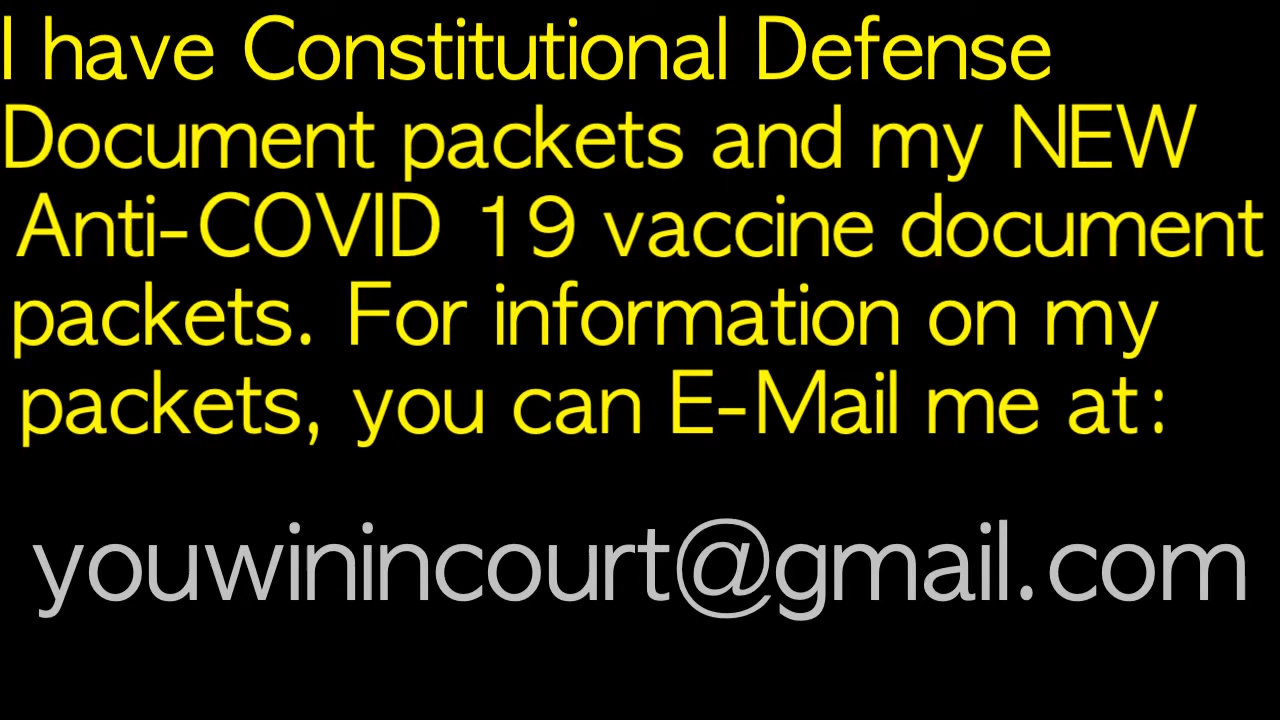 I have Constitutional Defense
Document packets and my NEW
Anti-COVID 19 vaccine document
packets. For information on my
packets, you can E-Mail me at:
youwinincourt@gmail.com